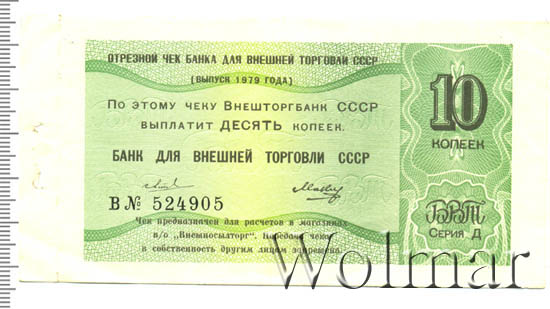 ОТРЕЗНОЙ ЧЕК БАНКА ДЛЯ ВНЕШНЕЙ ТОРГОВЛИ СССР
(ВЫПУСК 1979 ГОДА)
ПО ЭТОМУ ЧЕКУ ВНЕШТОРГБАНК СССР
ВЫПЛАТИТ ДЕСЯТЬ КОПЕЕК.
БАНК ДЛЯ ВНЕШНЕЙ ТОРГОВЛИ СССР
В № 524905
Чек предназначен для расчетов в магазинах
в/о „Внешпосылторг". Передача чека
в собственность другим лицам запрещена.
10
КОПЕЕК
ВРТ
СЕРИЯ Д
Wolmar